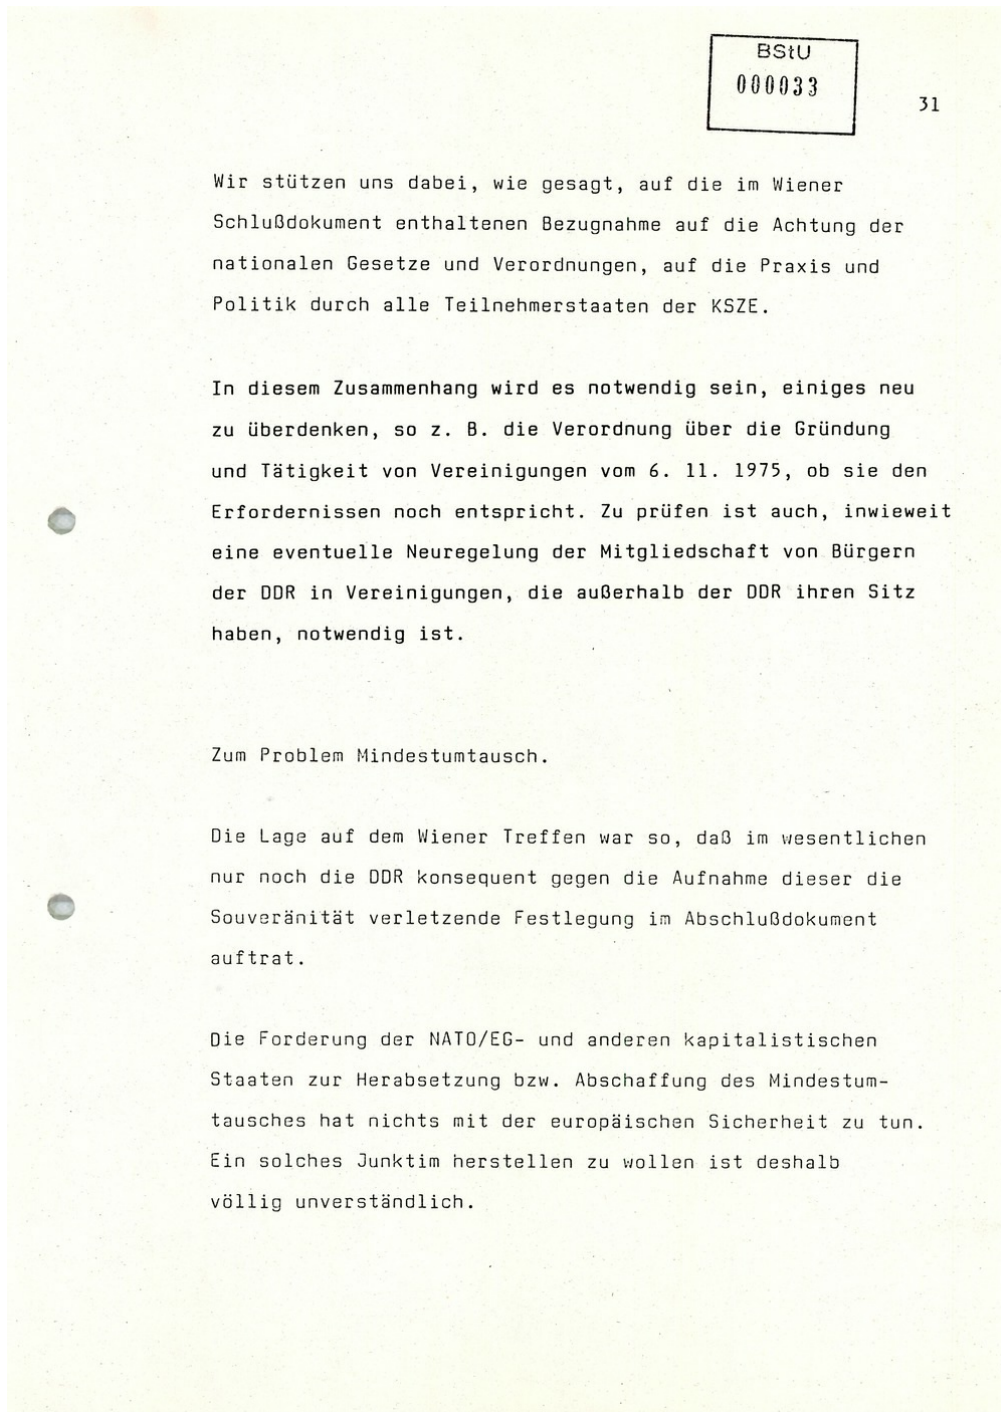 BStU
000033
31
Wir stützen uns dabei, wie gesagt, auf die im Wiener
Schlußdokument enthaltenen Bezugnahme auf die Achtung der
nationalen Gesetze und Verordnungen, auf die Praxis und
Politik durch alle Teilnehmerstaaten der KSZE.
In diesem Zusammenhang wird es notwendig sein, einiges neu
zu überdenken, so z. B. die Verordnung über die Gründung
und Tätigkeit von Vereinigungen vom 6. 11. 1975, ob sie den
Erfordernissen noch entspricht. Zu prüfen ist auch, inwieweit
eine eventuelle Neuregelung der Mitgliedschaft von Bürgern
der DDR in Vereinigungen, die außerhalb der DDR ihren Sitz
haben, notwendig ist.
Zum Problem Mindestumtausch.
Die Lage auf dem Wiener Treffen war so, daß im wesentlichen
nur noch die DDR konsequent gegen die Aufnahme dieser die
Souveränität verletzende Festlegung im Abschlußdokument
auftrat.
Die Forderung der NATO/EG- und anderen kapitalistischen
Staaten zur Herabsetzung bzw. Abschaffung des Mindestum-
tausches hat nichts mit der europäischen Sicherheit zu tun.
Ein solches Junktim herstellen zu wollen ist deshalb
völlig unverständlich.